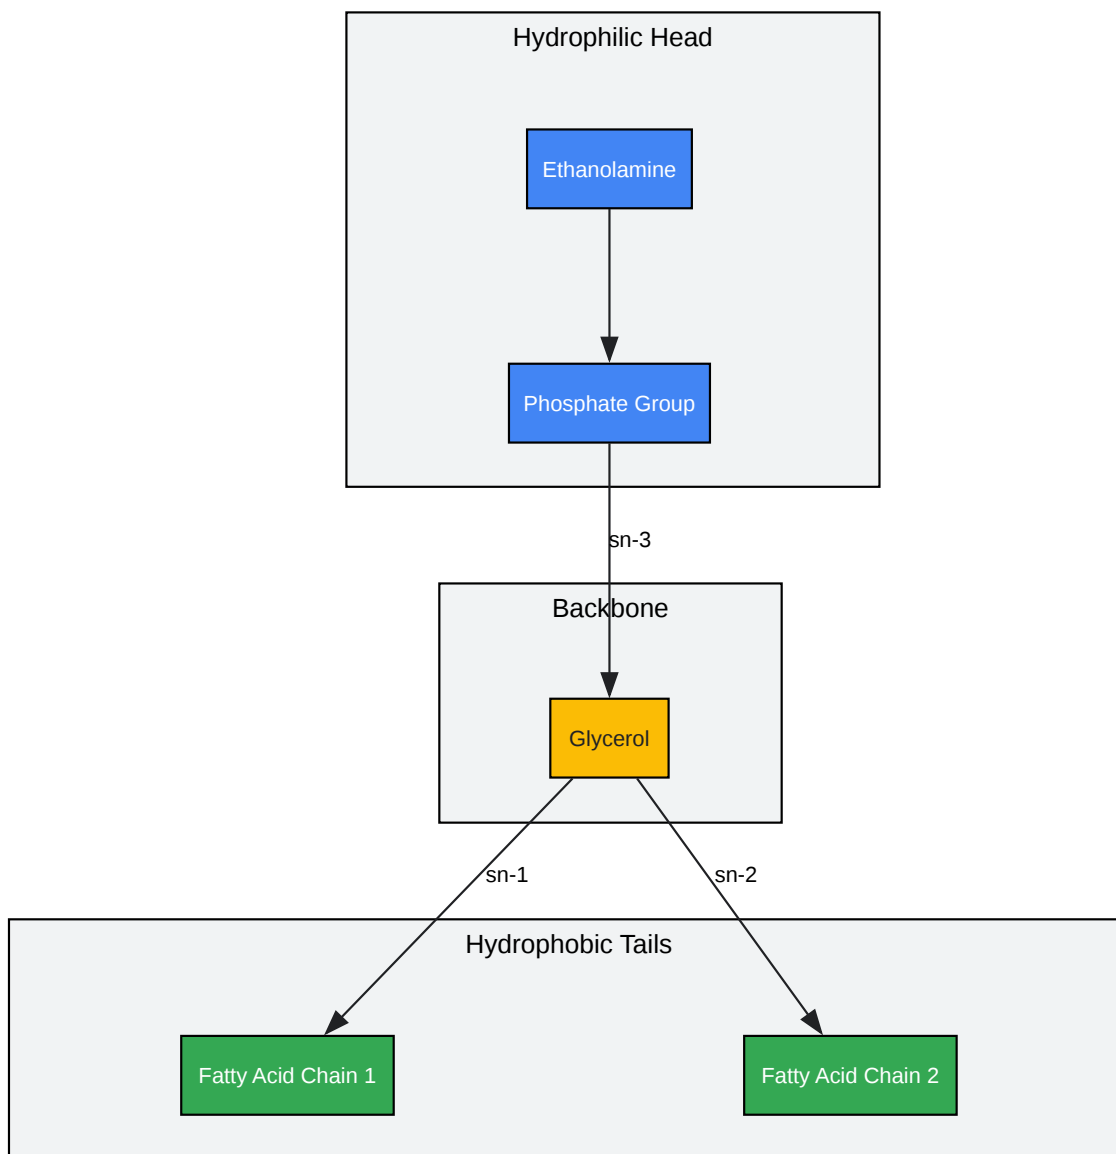 Hydrophilic Head
Ethanolamine
Phosphate Group
sn-3
Backbone
Glycerol
sn-1
sn-2
Hydrophobic Tails
Fatty Acid Chain 1
Fatty Acid Chain 2